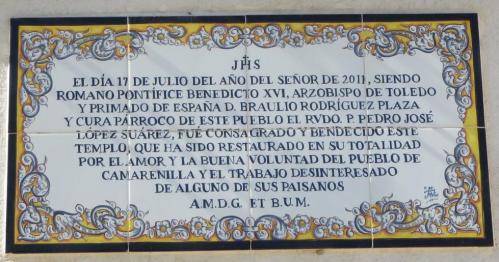 JHS
EL DÍA 17 DE JULIO DEL AÑO DEL SEÑOR DE 2011, SIENDO
ROMANO PONTÍFICE BENEDICTO XVI, ARZOBISPO DE TOLEDO
Y PRIMADO DE ESPAÑA D. BRAULIO RODRÍGUEZ PLAZA
Y CURA PÁRROCO DE ESTE PUEBLO EL RVDO. P. PEDRO JOSÉ
LÓPEZ SUÁREZ, FUÉ CONSAGRADO Y BENDECIDO ESTE
TEMPLO, QUE HA SIDO RESTAURADO EN SU TOTALIDAD
POR EL AMOR Y LA BUENA VOLUNTAD DEL PUEBLO DE
CAMARENILLA Y EL TRABAJO DESINTERESADO
DE ALGUNO DE SUS PAISANOS
A.M.D.G. ET B.U.M.